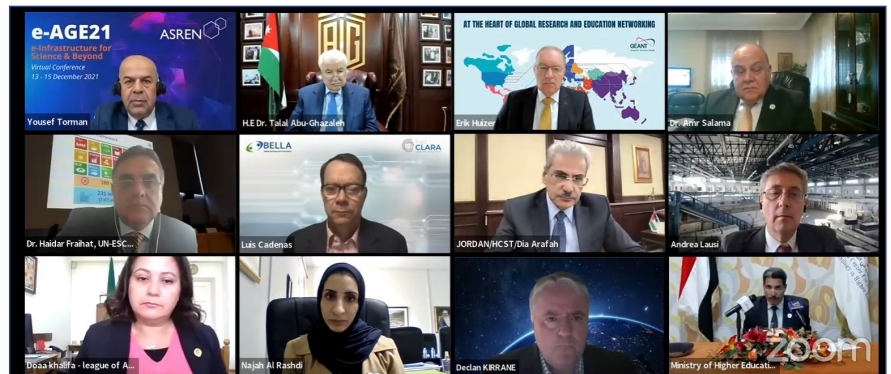 e-AGE21
e-Infrastructure for
Science & Beyond
Virtual Conference
13 - 15 December 2021
ASREN
Yousef Torman
H.E Dr. Talal Abu-Ghazaleh
AT THE HEART OF GLOBAL RESEARCH AND EDUCATION NETWORKING
GÉANT
Erik Huizer
Dr. Amr Salama
Dr. Haidar Fraihat, UN-ESC...
BELLA
CLARA
Luis Cadenas
JORDAN/HCST/Dia Arafah
Andrea Lausi
Doaa khalifa - league of A...
Najah Al Rashdi
Declan KIRRANE
Ministry of Higher Educati...
zoom